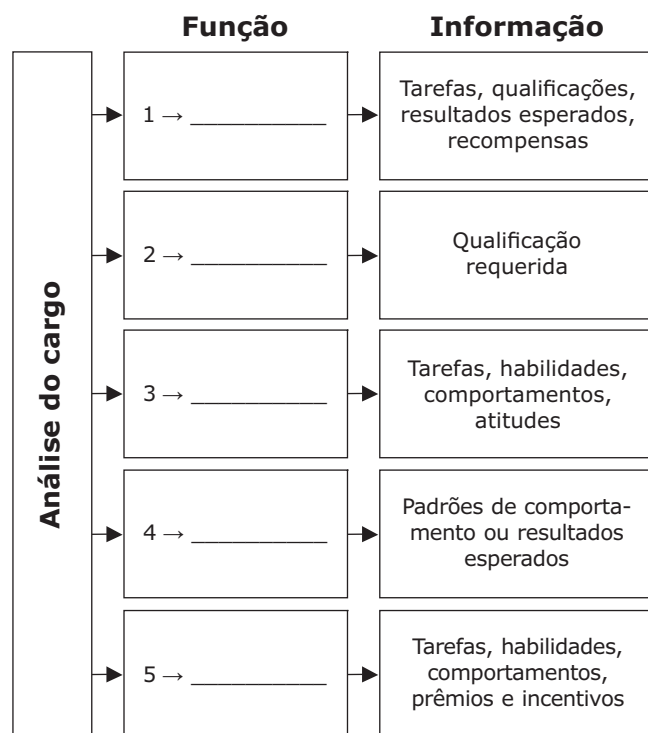 Função
Informação
Análise do cargo
1 → __________
Tarefas, qualificações,
resultados esperados,
recompensas
2 → __________
Qualificação
requerida
3 → __________
Tarefas, habilidades,
comportamentos,
atitudes
4 → __________
Padrões de comporta-
mento ou resultados
esperados
5 → __________
Tarefas, habilidades,
comportamentos,
prêmios e incentivos